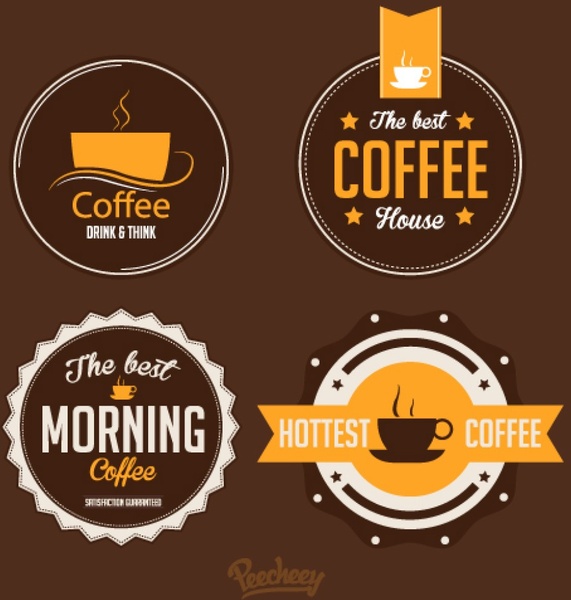 Coffee
DRINK & THINK
The best
COFFEE
House
The best
MORNING
Coffee
SATISFACTION GUARANTEED
HOTTEST COFFEE
Peecheey